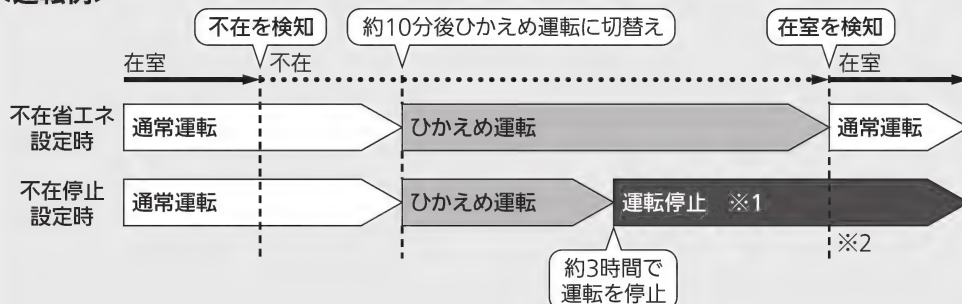 不在を検知
約10分後ひかえめ運転に切替え
在室を検知
在室
不在
在室
不在省エネ
設定時
通常運転
ひかえめ運転
通常運転
不在停止
設定時
通常運転
ひかえめ運転
運転停止 ※1
※2
約3時間で
運転を停止